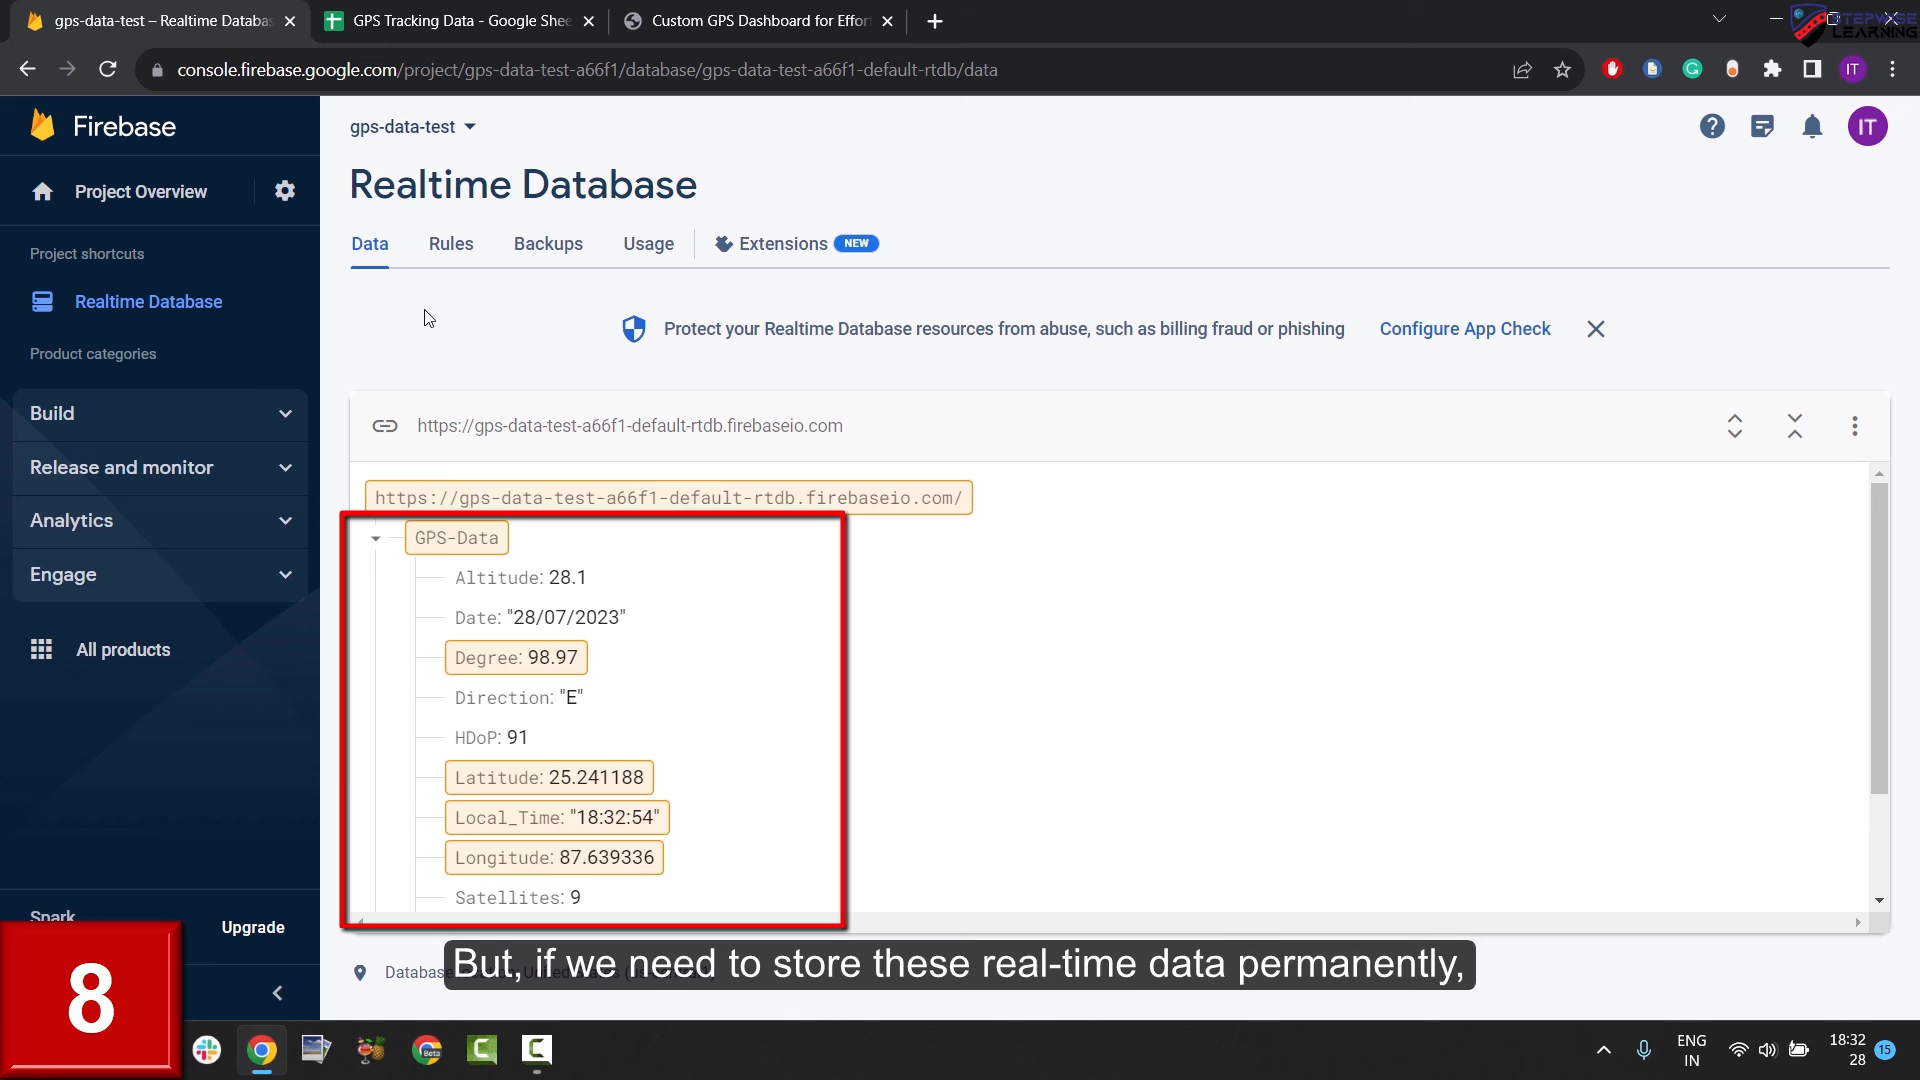 gps-data-test – Realtime Databas
GPS Tracking Data - Google Shee
Custom GPS Dashboard for Effor
STEPWISE
LEARNING
console.firebase.google.com/project/gps-data-test-a66f1/database/gps-data-test-a66f1-default-rtdb/data
IT
Firebase
gps-data-test
IT
Project Overview
Realtime Database
Data
Rules
Backups
Usage
Extensions
NEW
Project shortcuts
Realtime Database
Product categories
Protect your Realtime Database resources from abuse, such as billing fraud or phishing
Configure App Check
Build
Release and monitor
Analytics
Engage
All products
https://gps-data-test-a66f1-default-rtdb.firebaseio.com
https://gps-data-test-a66f1-default-rtdb.firebaseio.com/
GPS-Data
Altitude: 28.1
Date: "28/07/2023"
Degree: 98.97
Direction: "E"
HDoP: 91
Latitude: 25.241188
Local_Time: "18:32:54"
Longitude: 87.639336
Satellites: 9
Spark
Upgrade
Database
But, if we need to store these real-time data permanently,
8
Beta
C
C
ENG
IN
18:32
28
15